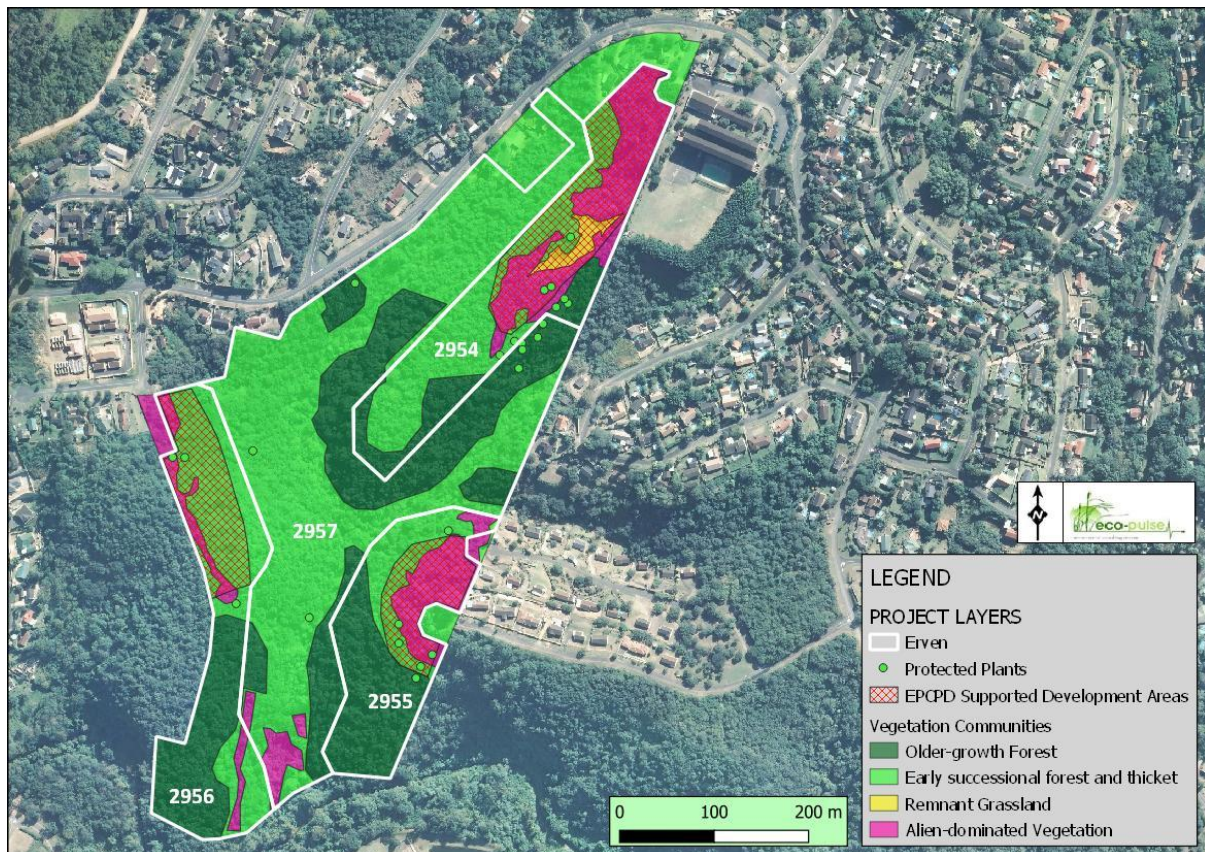 2954
2957
2955
2956
N
eco-pulse
LEGEND
PROJECT LAYERS
Erven
Protected Plants
EPCPD Supported Development Areas
Vegetation Communities
Older-growth Forest
Early successional forest and thicket
Remnant Grassland
Alien-dominated Vegetation
0 100 200 m